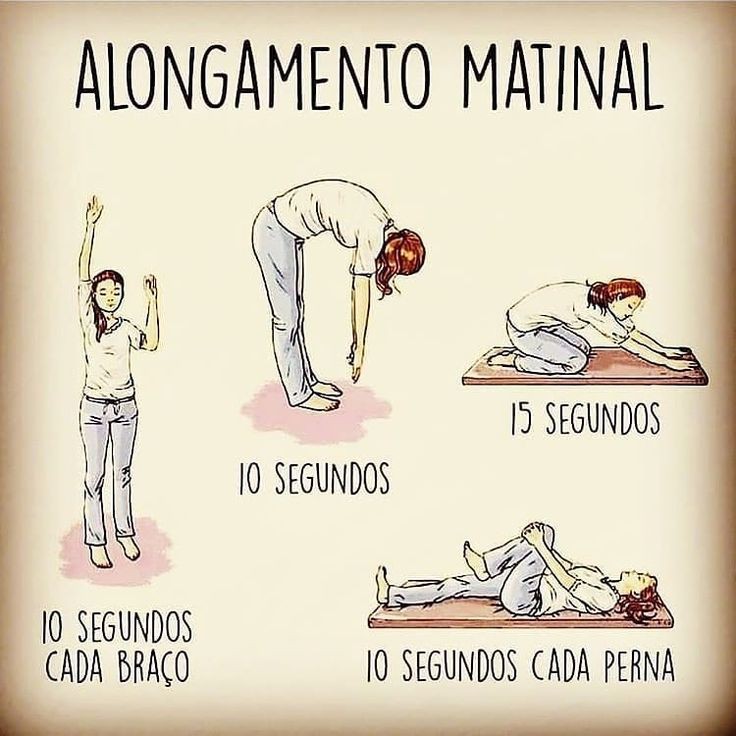 ALONGAMENTO MATINAL
10 SEGUNDOS
CADA BRAÇO
10 SEGUNDOS
15 SEGUNDOS
10 SEGUNDOS CADA PERNA